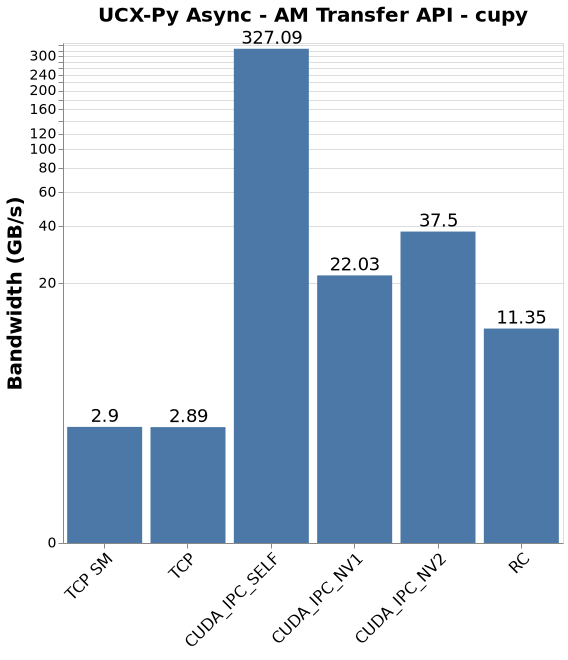 UCX-Py Async - AM Transfer API - cupy
Bandwidth (GB/s)
300
240
200
160
120
100
80
60
40
20
0
2.9
2.89
327.09
22.03
37.5
11.35
TCP SM
TCP
CUDA_IPC_SELF
CUDA_IPC_NV1
CUDA_IPC_NV2
RC